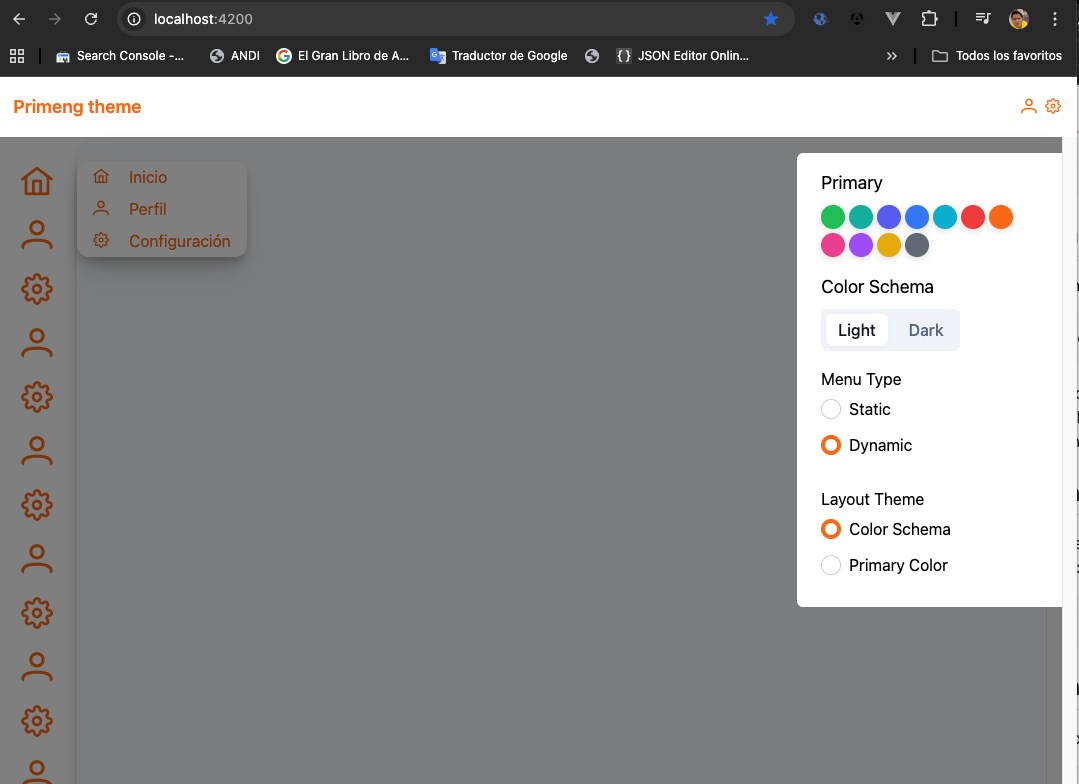 localhost:4200
Search Console -... ANDI El Gran Libro de A... Traductor de Google JSON Editor Onlin... » Todos los favoritos
Primeng theme
Inicio
Perfil
Configuración
Primary
Color Schema
Light Dark
Menu Type
Static
Dynamic
Layout Theme
Color Schema
Primary Color